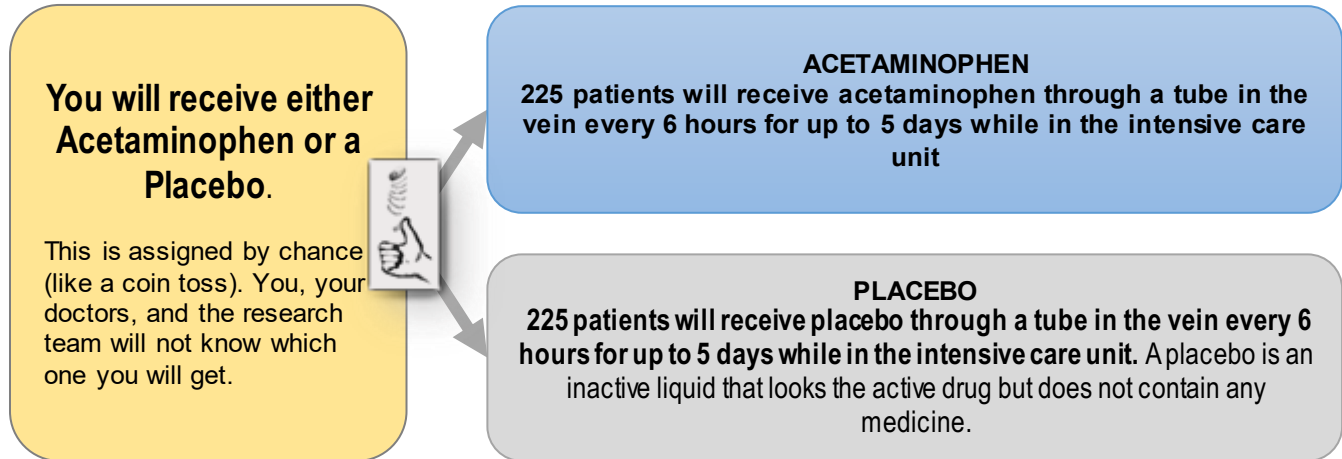 You will receive either
Acetaminophen or a
Placebo.
This is assigned by chance
(like a coin toss). You, your
doctors, and the research
team will not know which
one you will get.
ACETAMINOPHEN
225 patients will receive acetaminophen through a tube in the
vein every 6 hours for up to 5 days while in the intensive care
unit
PLACEBO
225 patients will receive placebo through a tube in the vein every 6
hours for up to 5 days while in the intensive care unit. A placebo is an
inactive liquid that looks the active drug but does not contain any
medicine.